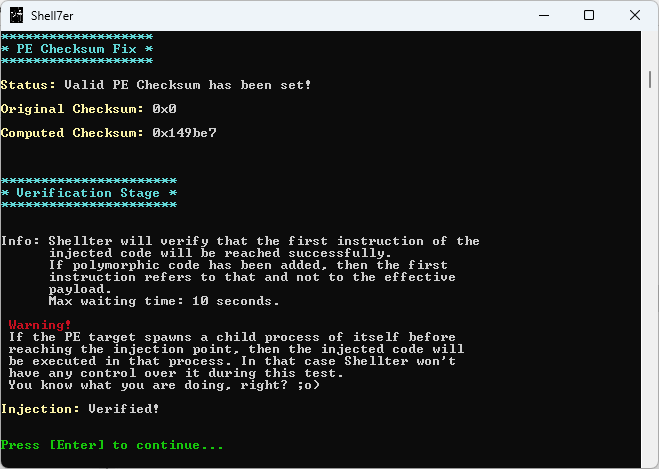 Shell7er
********************
* PE Checksum Fix *
********************
Status: Valid PE Checksum has been set!
Original Checksum: 0x0
Computed Checksum: 0x149be7
**********************
* Verification Stage *
**********************
Info: Shellter will verify that the first instruction of the
injected code will be reached successfully.
If polymorphic code has been added, then the first
instruction refers to that and not to the effective
payload.
Max waiting time: 10 seconds.
Warning!
If the PE target spawns a child process of itself before
reaching the injection point, then the injected code will
be executed in that process. In that case Shellter won't
have any control over it during this test.
You know what you are doing, right? ;o)
Injection: Verified!
Press [Enter] to continue...